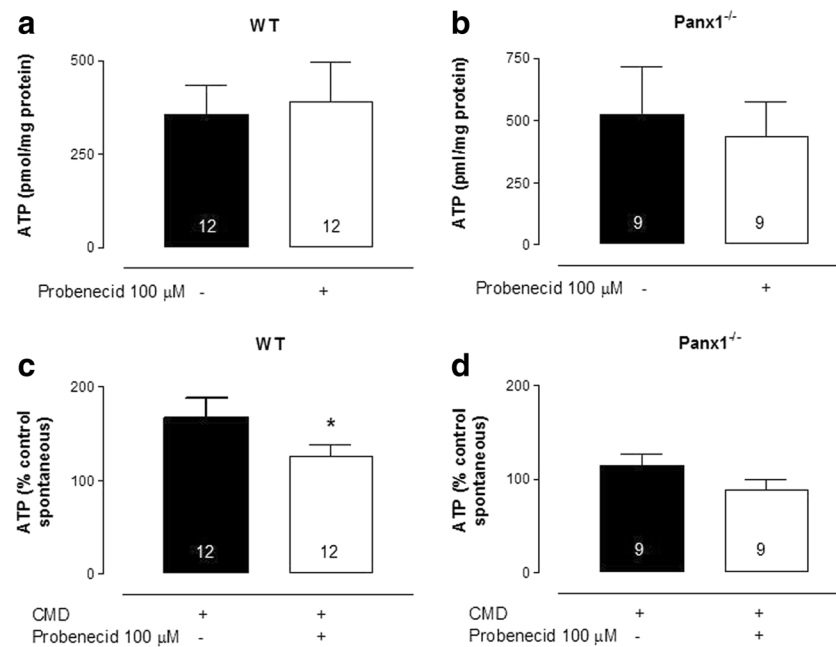 a
WT
ATP (pmol/mg protein)
500
250
0
12
12
Probenecid 100 µM - +
b
Panx1-/-
ATP (pml/mg protein)
750
500
250
0
9
9
Probenecid 100 µM - +
c
WT
ATP (% control
spontaneous)
200
100
0
*
12
12
CMD + +
Probenecid 100 µM - +
d
Panx1-/-
ATP (% control
spontaneous)
200
100
0
9
9
CMD + +
Probenecid 100 µM - +